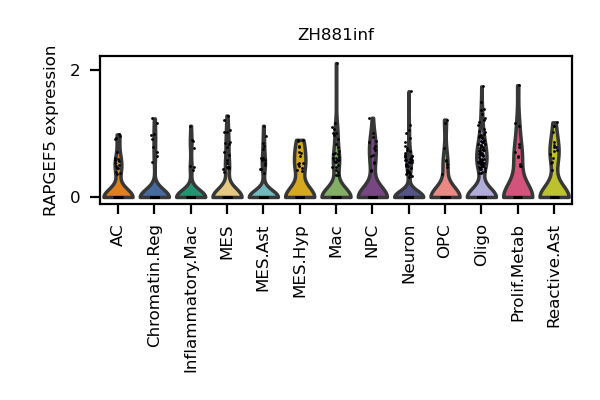 ZH881inf
RAPGEF5 expression
2
0
AC
Chromatin.Reg
Inflammatory.Mac
MES
MES.Ast
MES.Hyp
Mac
NPC
Neuron
OPC
Oligo
Prolif.Metab
Reactive.Ast